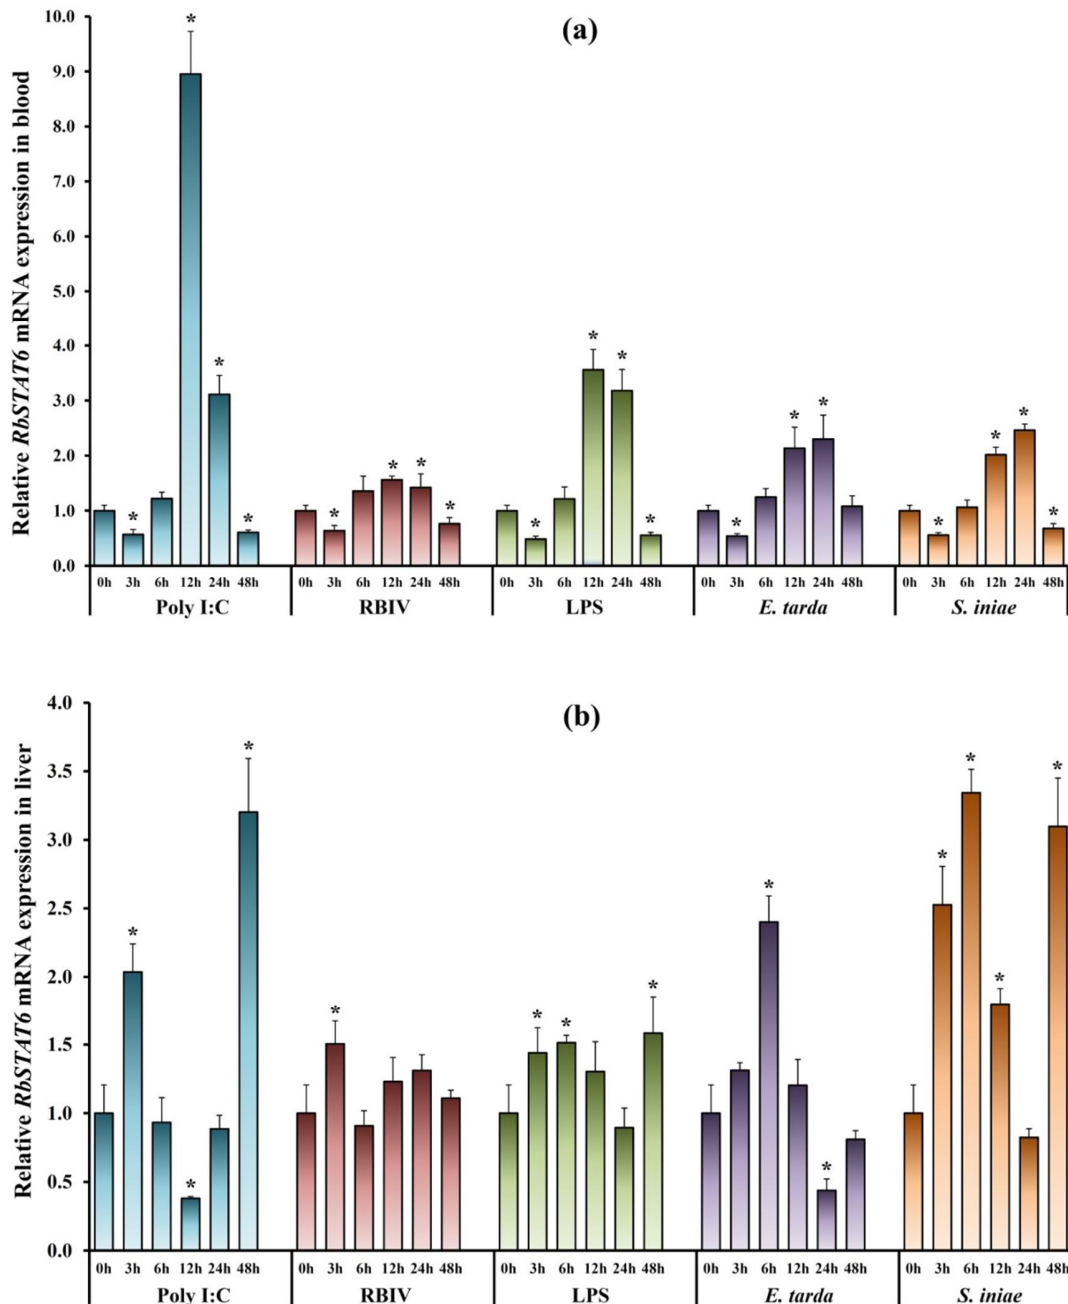 (a)
Relative RbSTAT6 mRNA expression in blood
10.0
9.0
8.0
7.0
6.0
5.0
4.0
3.0
2.0
1.0
0.0
* * * *
* * * *
* * * *
* * *
* * * *
0h 3h 6h 12h 24h 48h 0h 3h 6h 12h 24h 48h 0h 3h 6h 12h 24h 48h 0h 3h 6h 12h 24h 48h 0h 3h 6h 12h 24h 48h
Poly I:C RBIV LPS E. tarda S. iniae
(b)
Relative RbSTAT6 mRNA expression in liver
4.0
3.5
3.0
2.5
2.0
1.5
1.0
0.5
0.0
* * *
*
* * *
* *
* * * *
0h 3h 6h 12h 24h 48h 0h 3h 6h 12h 24h 48h 0h 3h 6h 12h 24h 48h 0h 3h 6h 12h 24h 48h 0h 3h 6h 12h 24h 48h
Poly I:C RBIV LPS E. tarda S. iniae